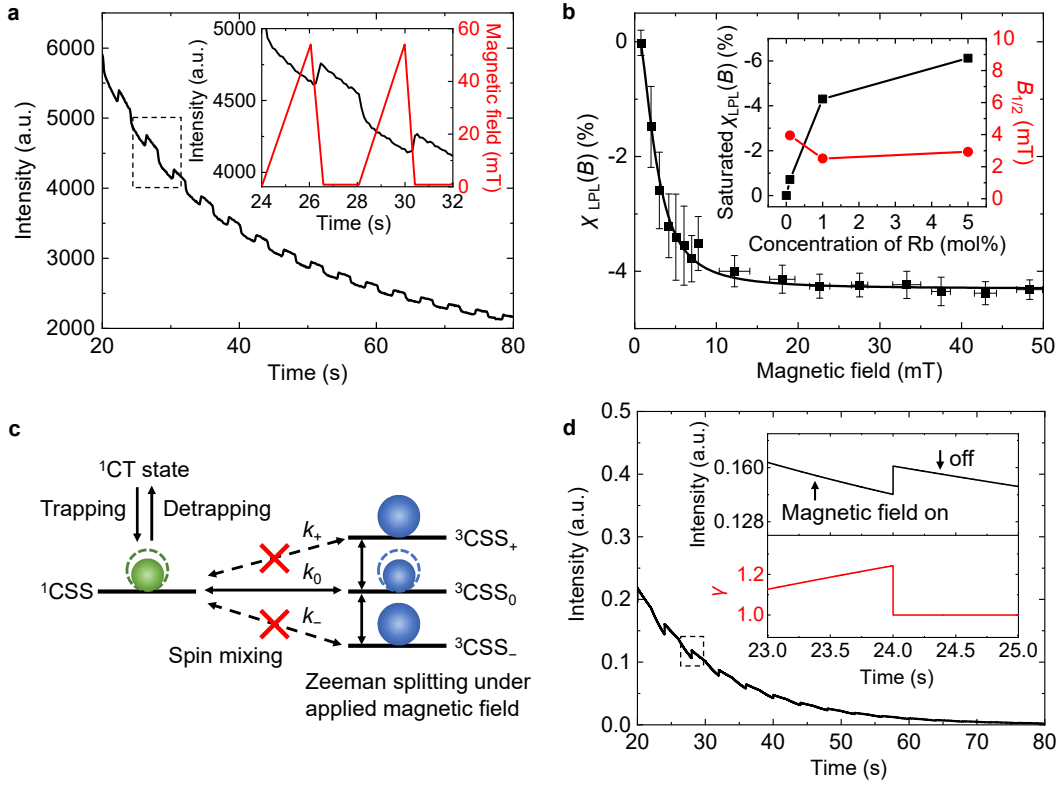 a
Intensity (a.u.)
6000
5000
4000
3000
2000
20
40
60
80
Time (s)
Intensity (a.u.)
5000
4750
4500
4250
4000
24
26
28
30
32
Time (s)
60
40
20
0
Magnetic field (mT)
b
χLPL(B) (%)
0
-2
-4
0
10
20
30
40
50
Magnetic field (mT)
Saturated χLPL(B) (%)
-6
-4
-2
0
0
1
2
3
4
5
Concentration of Rb (mol%)
10
8
6
4
2
0
B1/2 (mT)
c
¹CT state
Trapping
Detrapping
¹CSS
k+
k0
k−
Spin mixing
³CSS+
³CSS0
³CSS−
Zeeman splitting under
applied magnetic field
d
Intensity (a.u.)
0.5
0.4
0.3
0.2
0.1
0.0
20
30
40
50
60
70
80
Time (s)
Intensity (a.u.)
0.160
0.128
off
Magnetic field on
γ
1.2
1.0
23.0
23.5
24.0
24.5
25.0
Time (s)